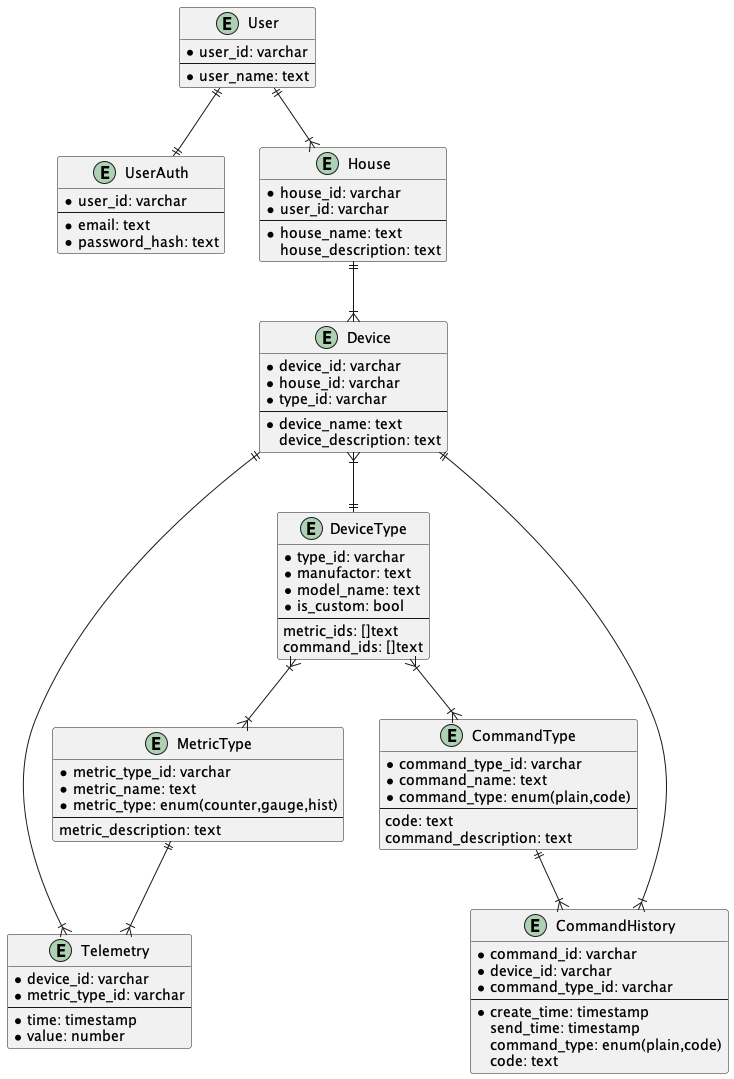 E User
* user_id: varchar
* user_name: text
E UserAuth
* user_id: varchar
* email: text
* password_hash: text
E House
* house_id: varchar
* user_id: varchar
* house_name: text
house_description: text
E Device
* device_id: varchar
* house_id: varchar
* type_id: varchar
* device_name: text
device_description: text
E DeviceType
* type_id: varchar
* manufactor: text
* model_name: text
* is_custom: bool
metric_ids: []text
command_ids: []text
E MetricType
* metric_type_id: varchar
* metric_name: text
* metric_type: enum(counter,gauge,hist)
metric_description: text
E CommandType
* command_type_id: varchar
* command_name: text
* command_type: enum(plain,code)
code: text
command_description: text
E Telemetry
* device_id: varchar
* metric_type_id: varchar
* time: timestamp
* value: number
E CommandHistory
* command_id: varchar
* device_id: varchar
* command_type_id: varchar
* create_time: timestamp
send_time: timestamp
command_type: enum(plain,code)
code: text